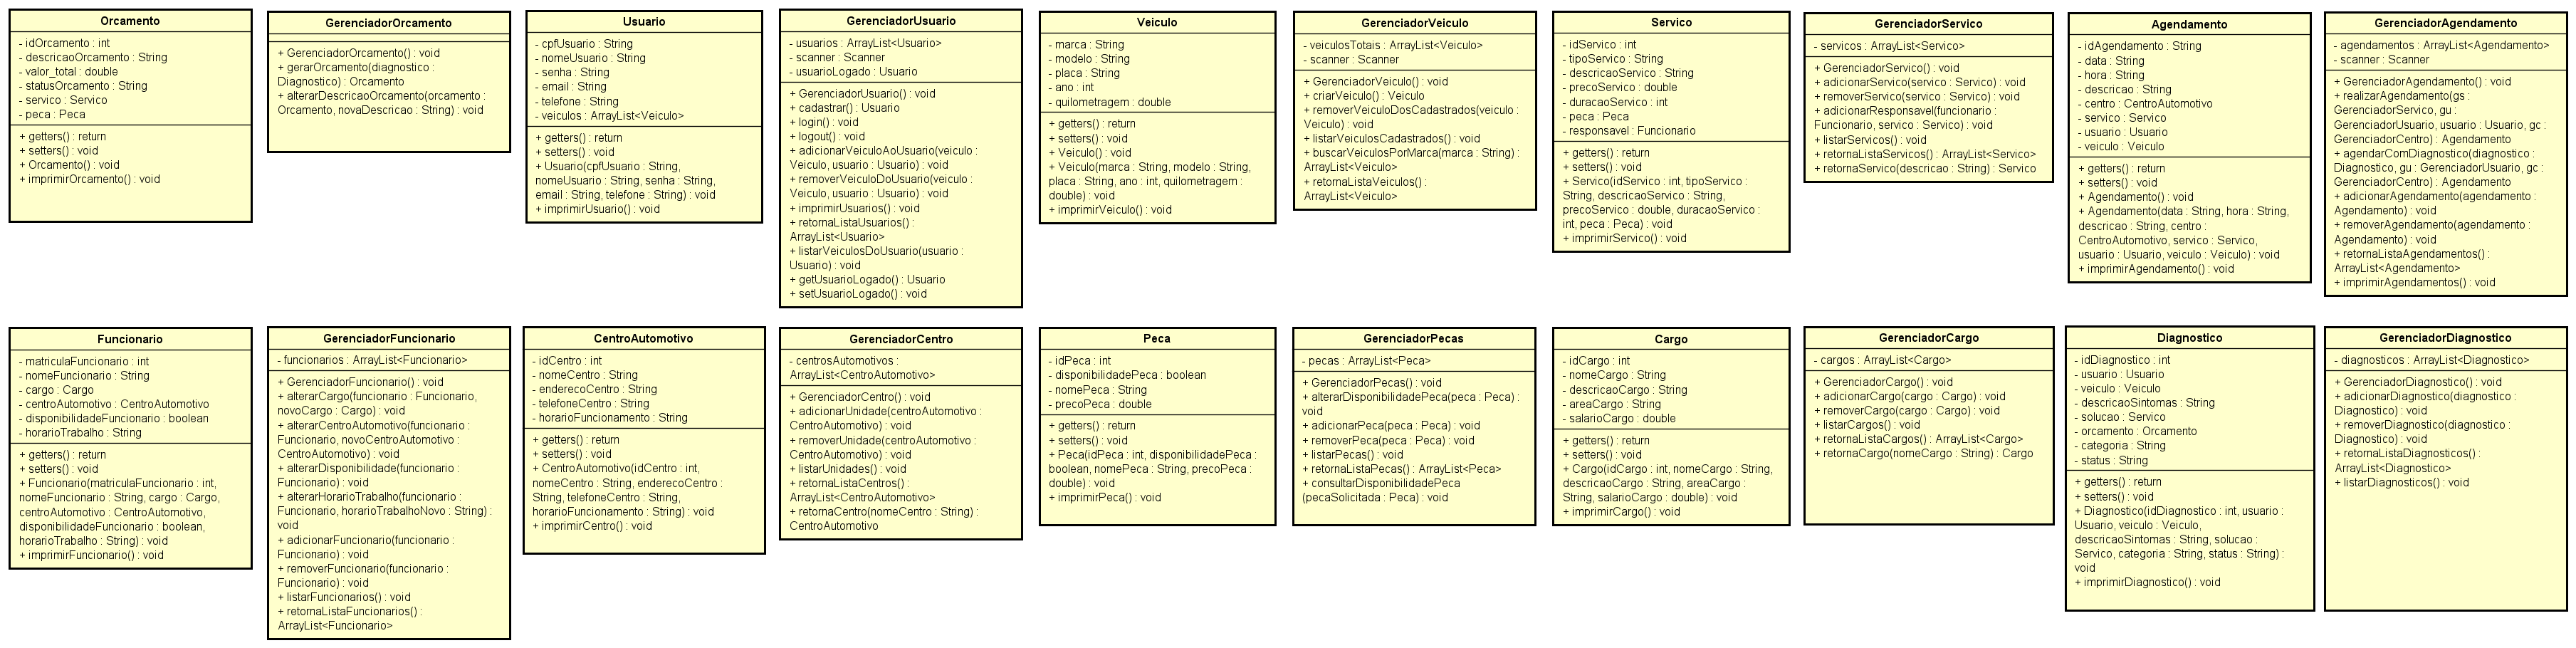 Orcamento
- idOrcamento : int
- descricaoOrcamento : String
- valor_total : double
- statusOrcamento : String
- servico : Servico
- peca : Peca
+ getters() : return
+ setters() : void
+ Orcamento() : void
+ imprimirOrcamento() : void
GerenciadorOrcamento
+ GerenciadorOrcamento() : void
+ gerarOrcamento(diagnostico :
Diagnostico) : Orcamento
+ alterarDescricaoOrcamento(orcamento :
Orcamento, novaDescricao : String) : void
Usuario
- cpfUsuario : String
- nomeUsuario : String
- senha : String
- email : String
- telefone : String
- veiculos : ArrayList<Veiculo>
+ getters() : return
+ setters() : void
+ Usuario(cpfUsuario : String,
nomeUsuario : String, senha : String,
email : String, telefone : String) : void
+ imprimirUsuario() : void
GerenciadorUsuario
- usuarios : ArrayList<Usuario>
- scanner : Scanner
- usuarioLogado : Usuario
+ GerenciadorUsuario() : void
+ cadastrar() : Usuario
+ login() : void
+ logout() : void
+ adicionarVeiculoAoUsuario(veiculo :
Veiculo, usuario : Usuario) : void
+ removerVeiculoDoUsuario(veiculo :
Veiculo, usuario : Usuario) : void
+ imprimirUsuarios() : void
+ retornaListaUsuarios() :
ArrayList<Usuario>
+ listarVeiculosDoUsuario(usuario :
Usuario) : void
+ getUsuarioLogado() : Usuario
+ setUsuarioLogado() : void
Veiculo
- marca : String
- modelo : String
- placa : String
- ano : int
- quilometragem : double
+ getters() : return
+ setters() : void
+ Veiculo() : void
+ Veiculo(marca : String, modelo : String,
placa : String, ano : int, quilometragem :
double) : void
+ imprimirVeiculo() : void
GerenciadorVeiculo
- veiculosTotais : ArrayList<Veiculo>
- scanner : Scanner
+ GerenciadorVeiculo() : void
+ criarVeiculo() : Veiculo
+ removerVeiculoDosCadastrados(veiculo :
Veiculo) : void
+ listarVeiculosCadastrados() : void
+ buscarVeiculosPorMarca(marca : String) :
ArrayList<Veiculo>
+ retornaListaVeiculos() :
ArrayList<Veiculo>
Servico
- idServico : int
- tipoServico : String
- descricaoServico : String
- precoServico : double
- duracaoServico : int
- peca : Peca
- responsavel : Funcionario
+ getters() : return
+ setters() : void
+ Servico(idServico : int, tipoServico :
String, descricaoServico : String,
precoServico : double, duracaoServico :
int, peca : Peca) : void
+ imprimirServico() : void
GerenciadorServico
- servicos : ArrayList<Servico>
+ GerenciadorServico() : void
+ adicionarServico(servico : Servico) : void
+ removerServico(servico : Servico) : void
+ adicionarResponsavel(funcionario :
Funcionario, servico : Servico) : void
+ listarServicos() : void
+ retornaListaServicos() : ArrayList<Servico>
+ retornaServico(descricao : String) : Servico
Agendamento
- idAgendamento : String
- data : String
- hora : String
- descricao : String
- centro : CentroAutomotivo
- servico : Servico
- usuario : Usuario
- veiculo : Veiculo
+ getters() : return
+ setters() : void
+ Agendamento() : void
+ Agendamento(data : String, hora : String,
descricao : String, centro :
CentroAutomotivo, servico : Servico,
usuario : Usuario, veiculo : Veiculo) : void
+ imprimirAgendamento() : void
GerenciadorAgendamento
- agendamentos : ArrayList<Agendamento>
- scanner : Scanner
+ GerenciadorAgendamento() : void
+ realizarAgendamento(gs :
GerenciadorServico, gu :
GerenciadorUsuario, usuario : Usuario, gc :
GerenciadorCentro) : Agendamento
+ agendarComDiagnostico(diagnostico :
Diagnostico, gu : GerenciadorUsuario, gc :
GerenciadorCentro) : Agendamento
+ adicionarAgendamento(agendamento :
Agendamento) : void
+ removerAgendamento(agendamento :
Agendamento) : void
+ retornaListaAgendamentos() :
ArrayList<Agendamento>
+ imprimirAgendamentos() : void
Funcionario
- matriculaFuncionario : int
- nomeFuncionario : String
- cargo : Cargo
- centroAutomotivo : CentroAutomotivo
- disponibilidadeFuncionario : boolean
- horarioTrabalho : String
+ getters() : return
+ setters() : void
+ Funcionario(matriculaFuncionario : int,
nomeFuncionario : String, cargo : Cargo,
centroAutomotivo : CentroAutomotivo,
disponibilidadeFuncionario : boolean,
horarioTrabalho : String) : void
+ imprimirFuncionario() : void
GerenciadorFuncionario
- funcionarios : ArrayList<Funcionario>
+ GerenciadorFuncionario() : void
+ alterarCargo(funcionario : Funcionario,
novoCargo : Cargo) : void
+ alterarCentroAutomotivo(funcionario :
Funcionario, novoCentroAutomotivo :
CentroAutomotivo) : void
+ alterarDisponibilidade(funcionario :
Funcionario) : void
+ alterarHorarioTrabalho(funcionario :
Funcionario, horarioTrabalhoNovo : String) :
void
+ adicionarFuncionario(funcionario :
Funcionario) : void
+ removerFuncionario(funcionario :
Funcionario) : void
+ listarFuncionarios() : void
+ retornaListaFuncionarios() :
ArrayList<Funcionario>
CentroAutomotivo
- idCentro : int
- nomeCentro : String
- enderecoCentro : String
- telefoneCentro : String
- horarioFuncionamento : String
+ getters() : return
+ setters() : void
+ CentroAutomotivo(idCentro : int,
nomeCentro : String, enderecoCentro :
String, telefoneCentro : String,
horarioFuncionamento : String) : void
+ imprimirCentro() : void
GerenciadorCentro
- centrosAutomotivos :
ArrayList<CentroAutomotivo>
+ GerenciadorCentro() : void
+ adicionarUnidade(centroAutomotivo :
CentroAutomotivo) : void
+ removerUnidade(centroAutomotivo :
CentroAutomotivo) : void
+ listarUnidades() : void
+ retornaListaCentros() :
ArrayList<CentroAutomotivo>
+ retornaCentro(nomeCentro : String) :
CentroAutomotivo
Peca
- idPeca : int
- disponibilidadePeca : boolean
- nomePeca : String
- precoPeca : double
+ getters() : return
+ setters() : void
+ Peca(idPeca : int, disponibilidadePeca :
boolean, nomePeca : String, precoPeca :
double) : void
+ imprimirPeca() : void
GerenciadorPecas
- pecas : ArrayList<Peca>
+ GerenciadorPecas() : void
+ alterarDisponibilidadePeca(peca : Peca) :
void
+ adicionarPeca(peca : Peca) : void
+ removerPeca(peca : Peca) : void
+ listarPecas() : void
+ retornaListaPecas() : ArrayList<Peca>
+ consultarDisponibilidadePeca
(pecaSolicitada : Peca) : void
Cargo
- idCargo : int
- nomeCargo : String
- descricaoCargo : String
- areaCargo : String
- salarioCargo : double
+ getters() : return
+ setters() : void
+ Cargo(idCargo : int, nomeCargo : String,
descricaoCargo : String, areaCargo :
String, salarioCargo : double) : void
+ imprimirCargo() : void
GerenciadorCargo
- cargos : ArrayList<Cargo>
+ GerenciadorCargo() : void
+ adicionarCargo(cargo : Cargo) : void
+ removerCargo(cargo : Cargo) : void
+ listarCargos() : void
+ retornaListaCargos() : ArrayList<Cargo>
+ retornaCargo(nomeCargo : String) : Cargo
Diagnostico
- idDiagnostico : int
- usuario : Usuario
- veiculo : Veiculo
- descricaoSintomas : String
- solucao : Servico
- orcamento : Orcamento
- categoria : String
- status : String
+ getters() : return
+ setters() : void
+ Diagnostico(idDiagnostico : int, usuario :
Usuario, veiculo : Veiculo,
descricaoSintomas : String, solucao :
Servico, categoria : String, status : String) :
void
+ imprimirDiagnostico() : void
GerenciadorDiagnostico
- diagnosticos : ArrayList<Diagnostico>
+ GerenciadorDiagnostico() : void
+ adicionarDiagnostico(diagnostico :
Diagnostico) : void
+ removerDiagnostico(diagnostico :
Diagnostico) : void
+ retornaListaDiagnosticos() :
ArrayList<Diagnostico>
+ listarDiagnosticos() : void